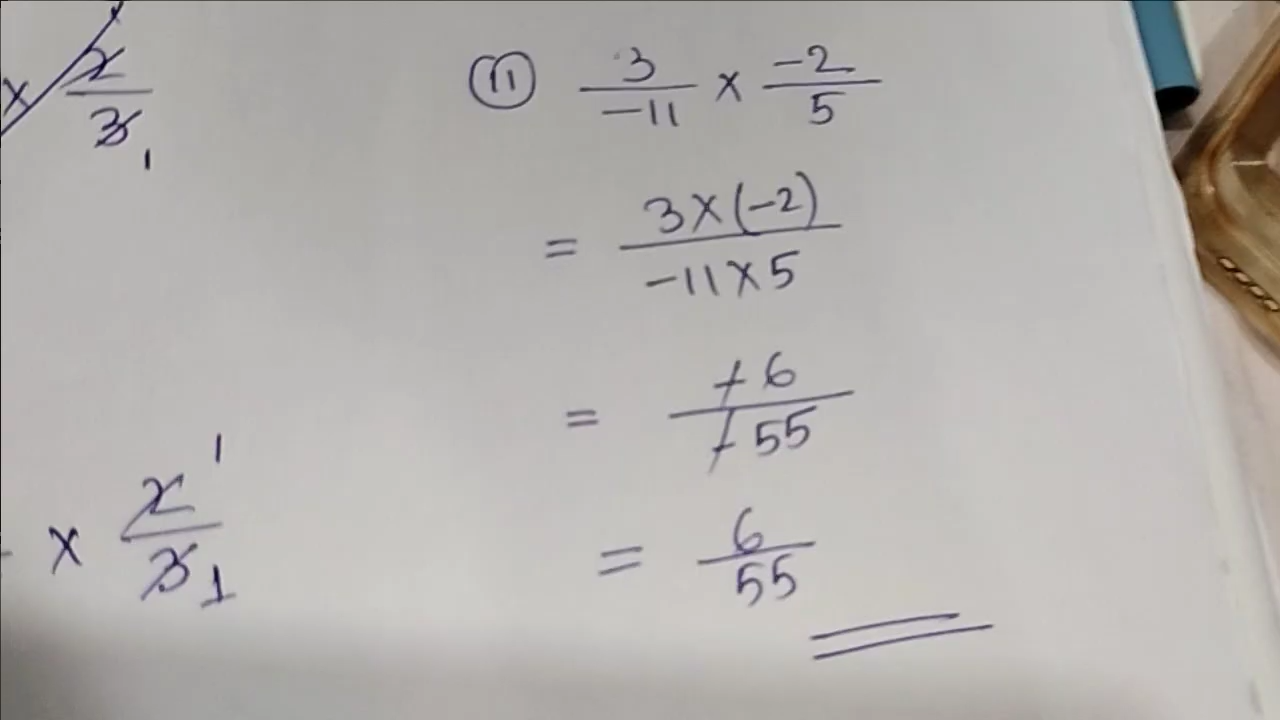 × 2/3 1
(11) 3/-11 × -2/5
= 3×(-2)/-11×5
= -6/-55
× 2/3 1 1
= 6/55